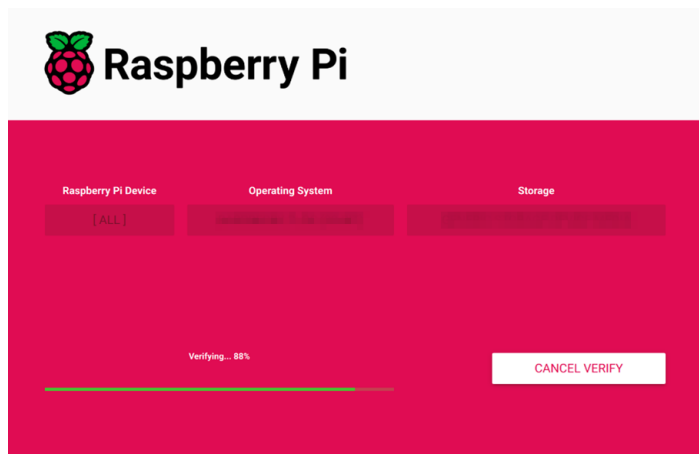 Raspberry Pi
Raspberry Pi Device
Operating System
Storage
[ ALL ]
Verifying... 88%
CANCEL VERIFY